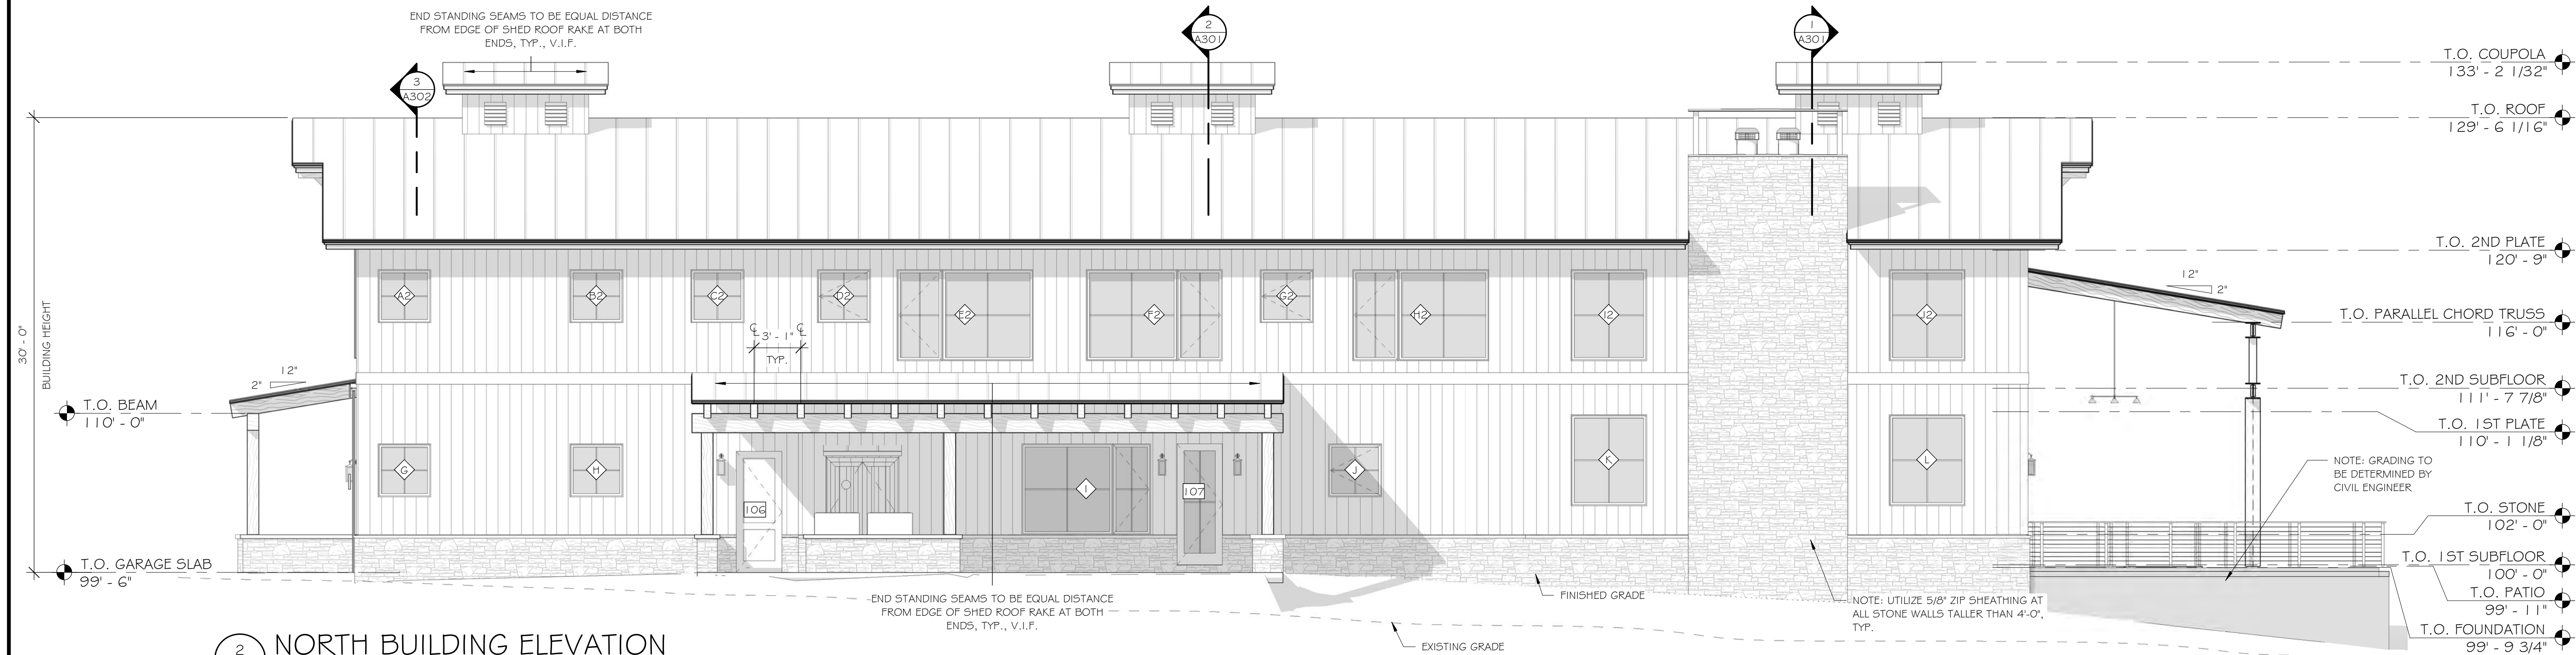 END STANDING SEAMS TO BE EQUAL DISTANCE
FROM EDGE OF SHED ROOF RAKE AT BOTH
ENDS, TYP., V.I.F.
3
A302
2
A301
1
A301
T.O. COUPOLA
133' - 2 1/32"
T.O. ROOF
129' - 6 1/16"
T.O. 2ND PLATE
120' - 9"
T.O. PARALLEL CHORD TRUSS
116' - 0"
T.O. 2ND SUBFLOOR
111' - 7 7/8"
T.O. 1ST PLATE
110' - 1 1/8"
T.O. STONE
102' - 0"
T.O. 1ST SUBFLOOR
100' - 0"
T.O. PATIO
99' - 11"
T.O. FOUNDATION
99' - 9 3/4"
30' - 0"
BUILDING HEIGHT
T.O. BEAM
110' - 0"
T.O. GARAGE SLAB
99' - 6"
2"
12"
A2
B2
C2
D2
E2
F2
G2
H2
I2
J2
3' - 1"
TYP.
12"
2"
G
H
106
I
107
J
K
L
NOTE: GRADING TO
BE DETERMINED BY
CIVIL ENGINEER
END STANDING SEAMS TO BE EQUAL DISTANCE
FROM EDGE OF SHED ROOF RAKE AT BOTH
ENDS, TYP., V.I.F.
FINISHED GRADE
EXISTING GRADE
NOTE: UTILIZE 5/8" ZIP SHEATHING AT
ALL STONE WALLS TALLER THAN 4'-0",
TYP.
2
NORTH BUILDING ELEVATION